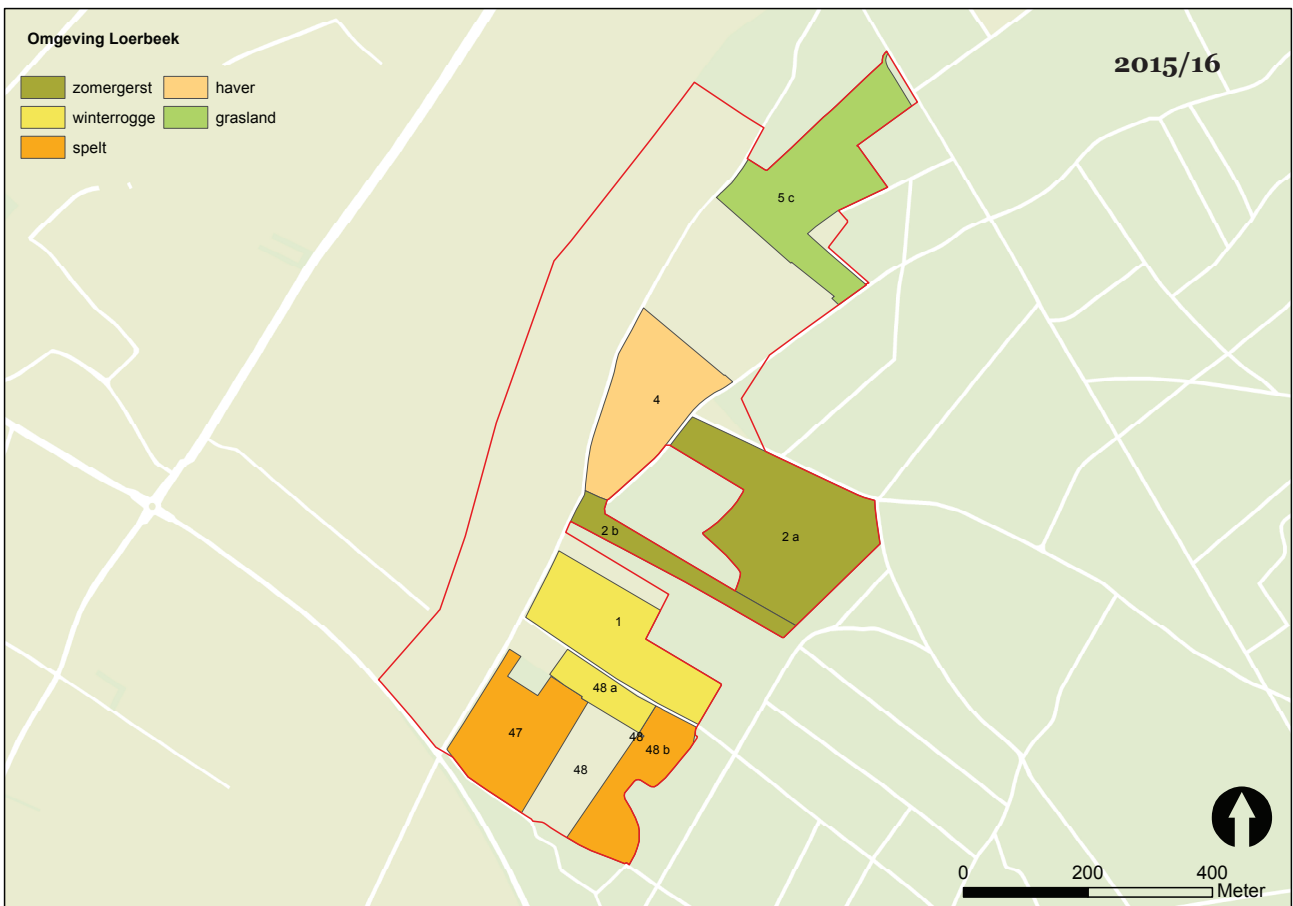 Omgeving Loerbeek
2015/16
zomergerst haver
winterrogge grasland
spelt
5 c
4
2 b
2 a
1
48 a
47
48
48 b
48
0 200 400
Meter